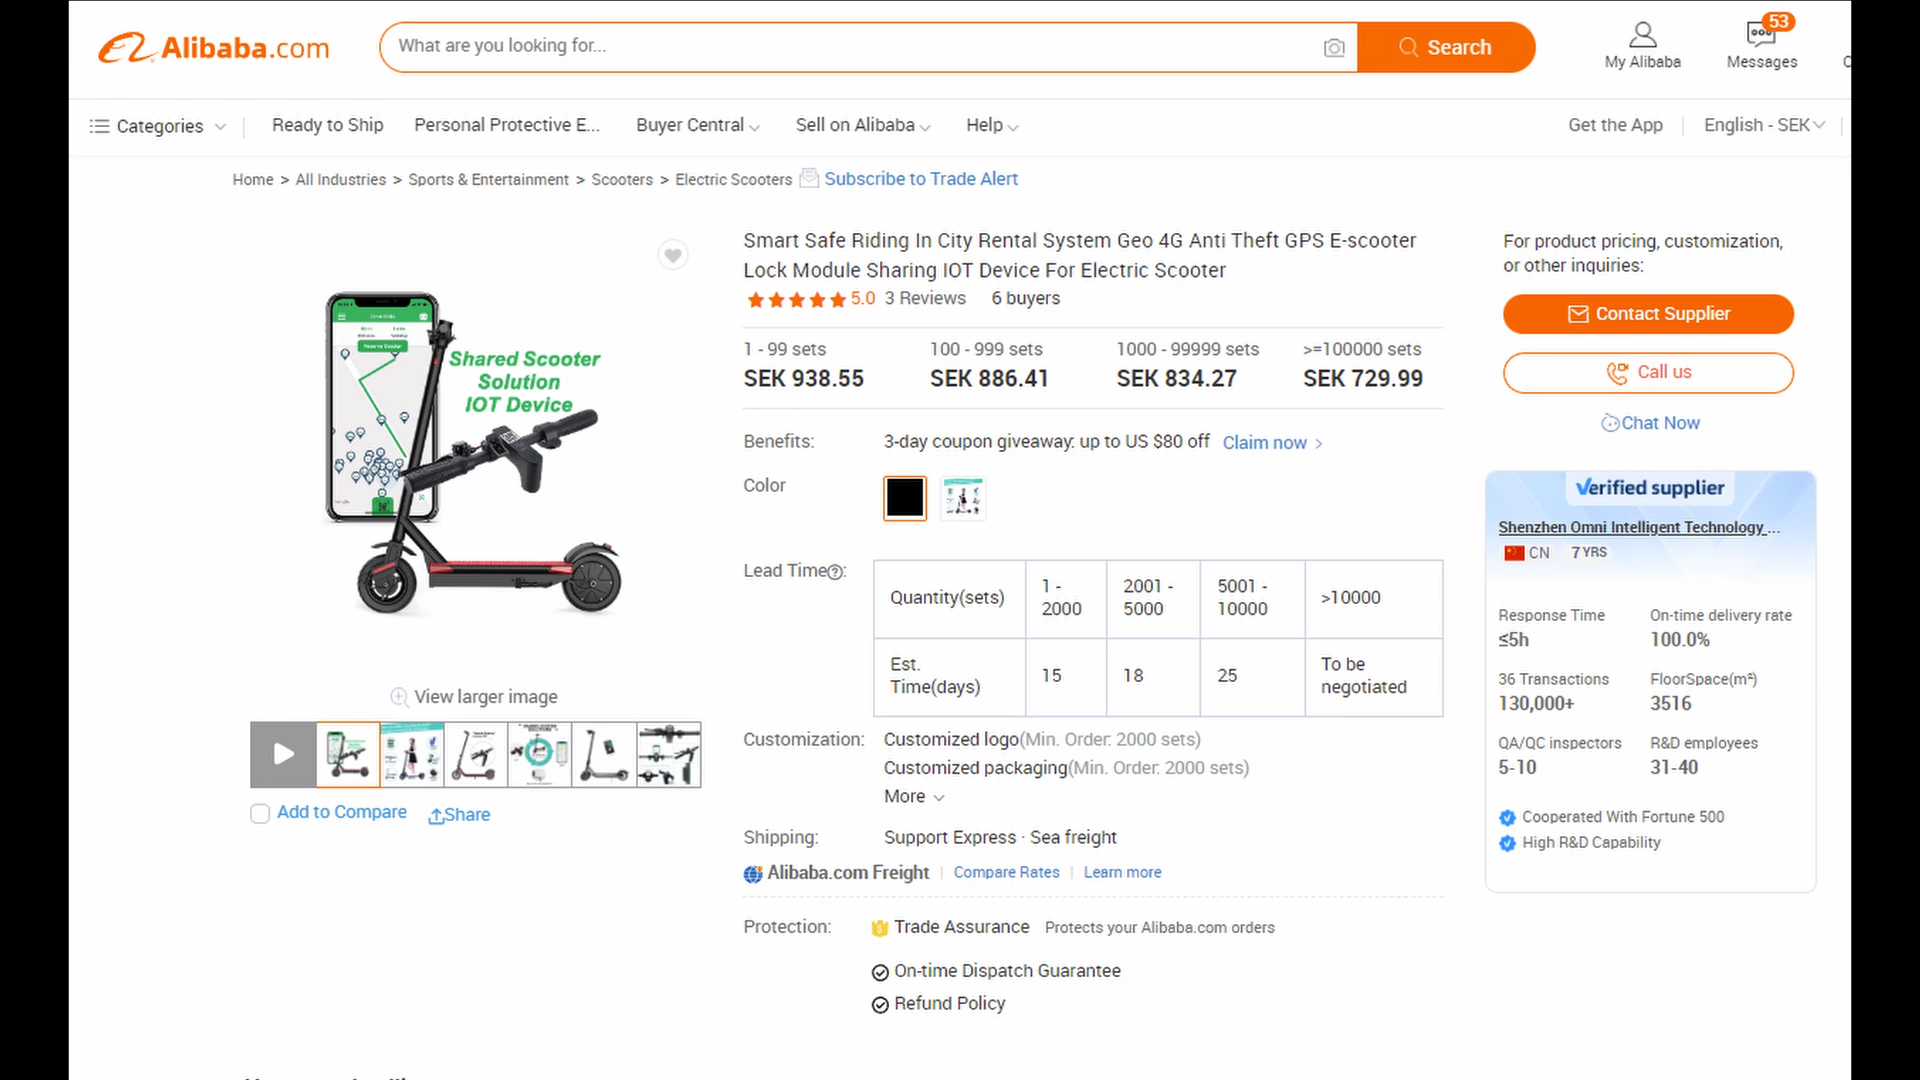 Alibaba.com
What are you looking for...
Search
My Alibaba
53
Messages
Categories
Ready to Ship
Personal Protective E...
Buyer Central
Sell on Alibaba
Help
Get the App
English - SEK
Home > All Industries > Sports & Entertainment > Scooters > Electric Scooters
Subscribe to Trade Alert
Shared Scooter
Solution
IOT Device
View larger image
Add to Compare
Share
Smart Safe Riding In City Rental System Geo 4G Anti Theft GPS E-scooter
Lock Module Sharing IOT Device For Electric Scooter
5.0 3 Reviews 6 buyers
1 - 99 sets
SEK 938.55
100 - 999 sets
SEK 886.41
1000 - 99999 sets
SEK 834.27
>=100000 sets
SEK 729.99
Benefits: 3-day coupon giveaway: up to US $80 off Claim now >
Color
Lead Time?:
Quantity(sets)
1 -
2000
2001 -
5000
5001 -
10000
>10000
Est.
Time(days)
15
18
25
To be
negotiated
Customization: Customized logo(Min. Order: 2000 sets)
Customized packaging(Min. Order: 2000 sets)
More
Shipping: Support Express · Sea freight
Alibaba.com Freight | Compare Rates | Learn more
Protection: Trade Assurance Protects your Alibaba.com orders
On-time Dispatch Guarantee
Refund Policy
For product pricing, customization,
or other inquiries:
Contact Supplier
Call us
Chat Now
Verified supplier
Shenzhen Omni Intelligent Technology ...
CN 7 YRS
Response Time
≤5h
On-time delivery rate
100.0%
36 Transactions
130,000+
FloorSpace(m²)
3516
QA/QC inspectors
5-10
R&D employees
31-40
Cooperated With Fortune 500
High R&D Capability